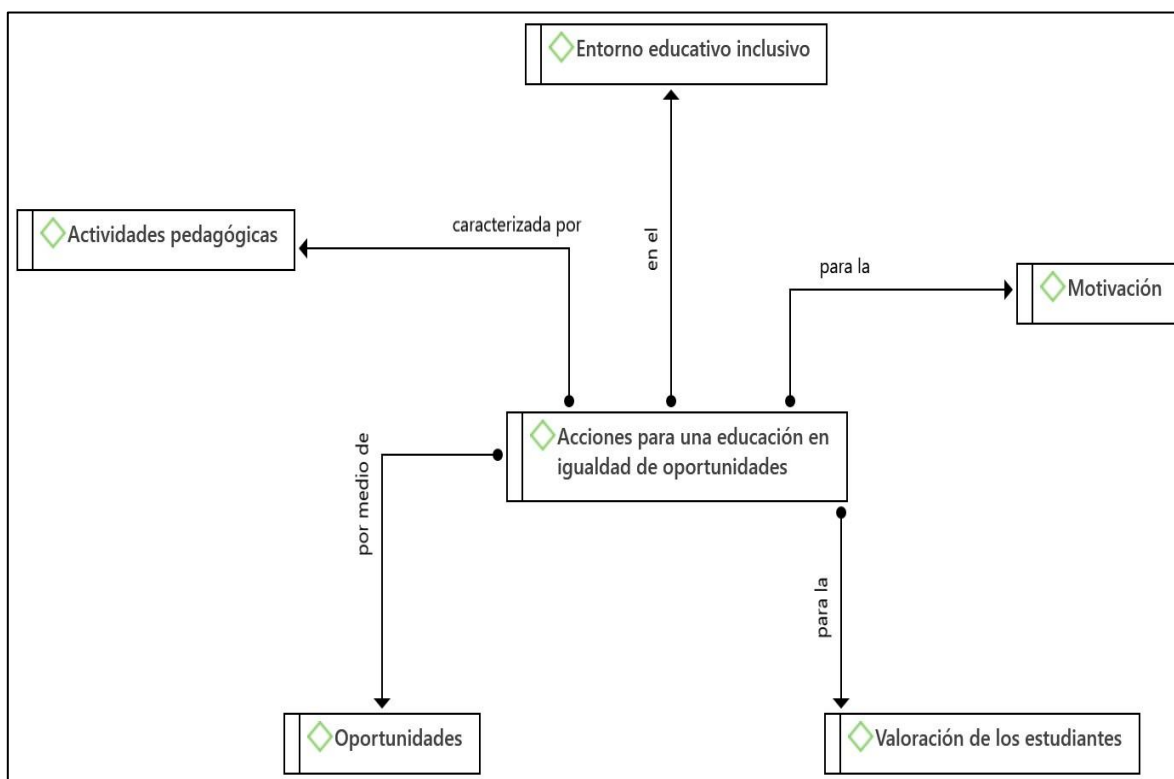 Entorno educativo inclusivo
Actividades pedagógicas
caracterizada por
en el
para la
Motivación
Acciones para una educación en
igualdad de oportunidades
por medio de
para la
Oportunidades
Valoración de los estudiantes